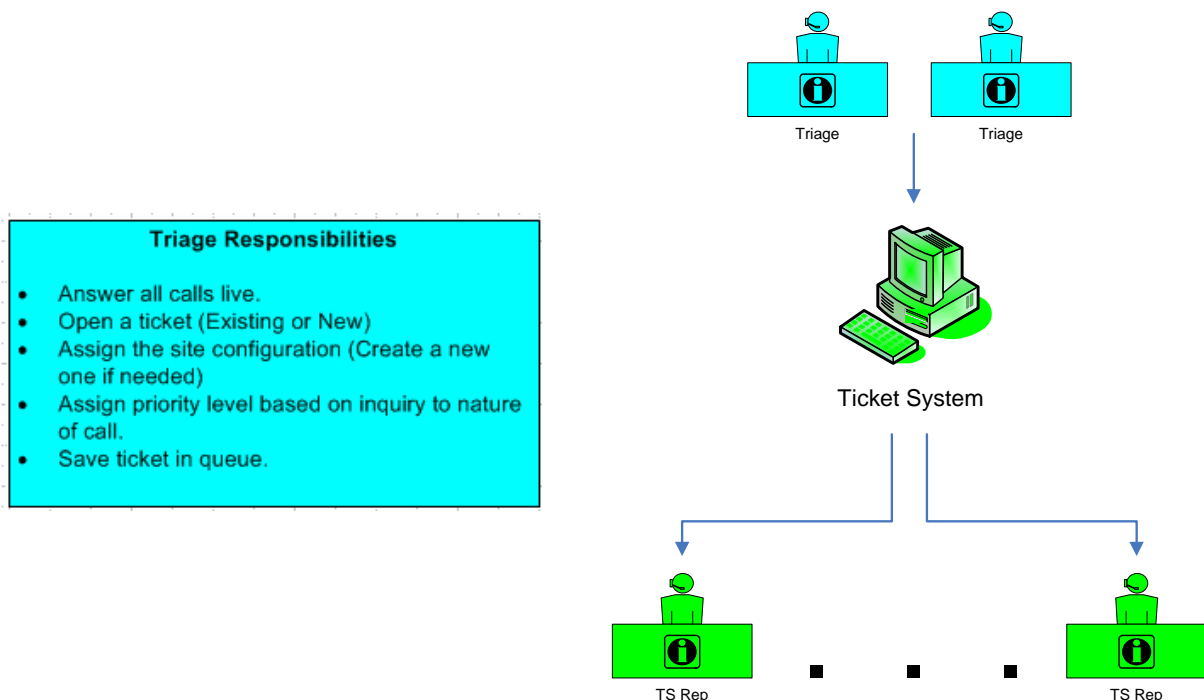 Triage Triage
Triage Responsibilities
• Answer all calls live.
• Open a ticket (Existing or New)
• Assign the site configuration (Create a new
one if needed)
• Assign priority level based on inquiry to nature
of call.
• Save ticket in queue.
Ticket System
TS Rep TS Rep